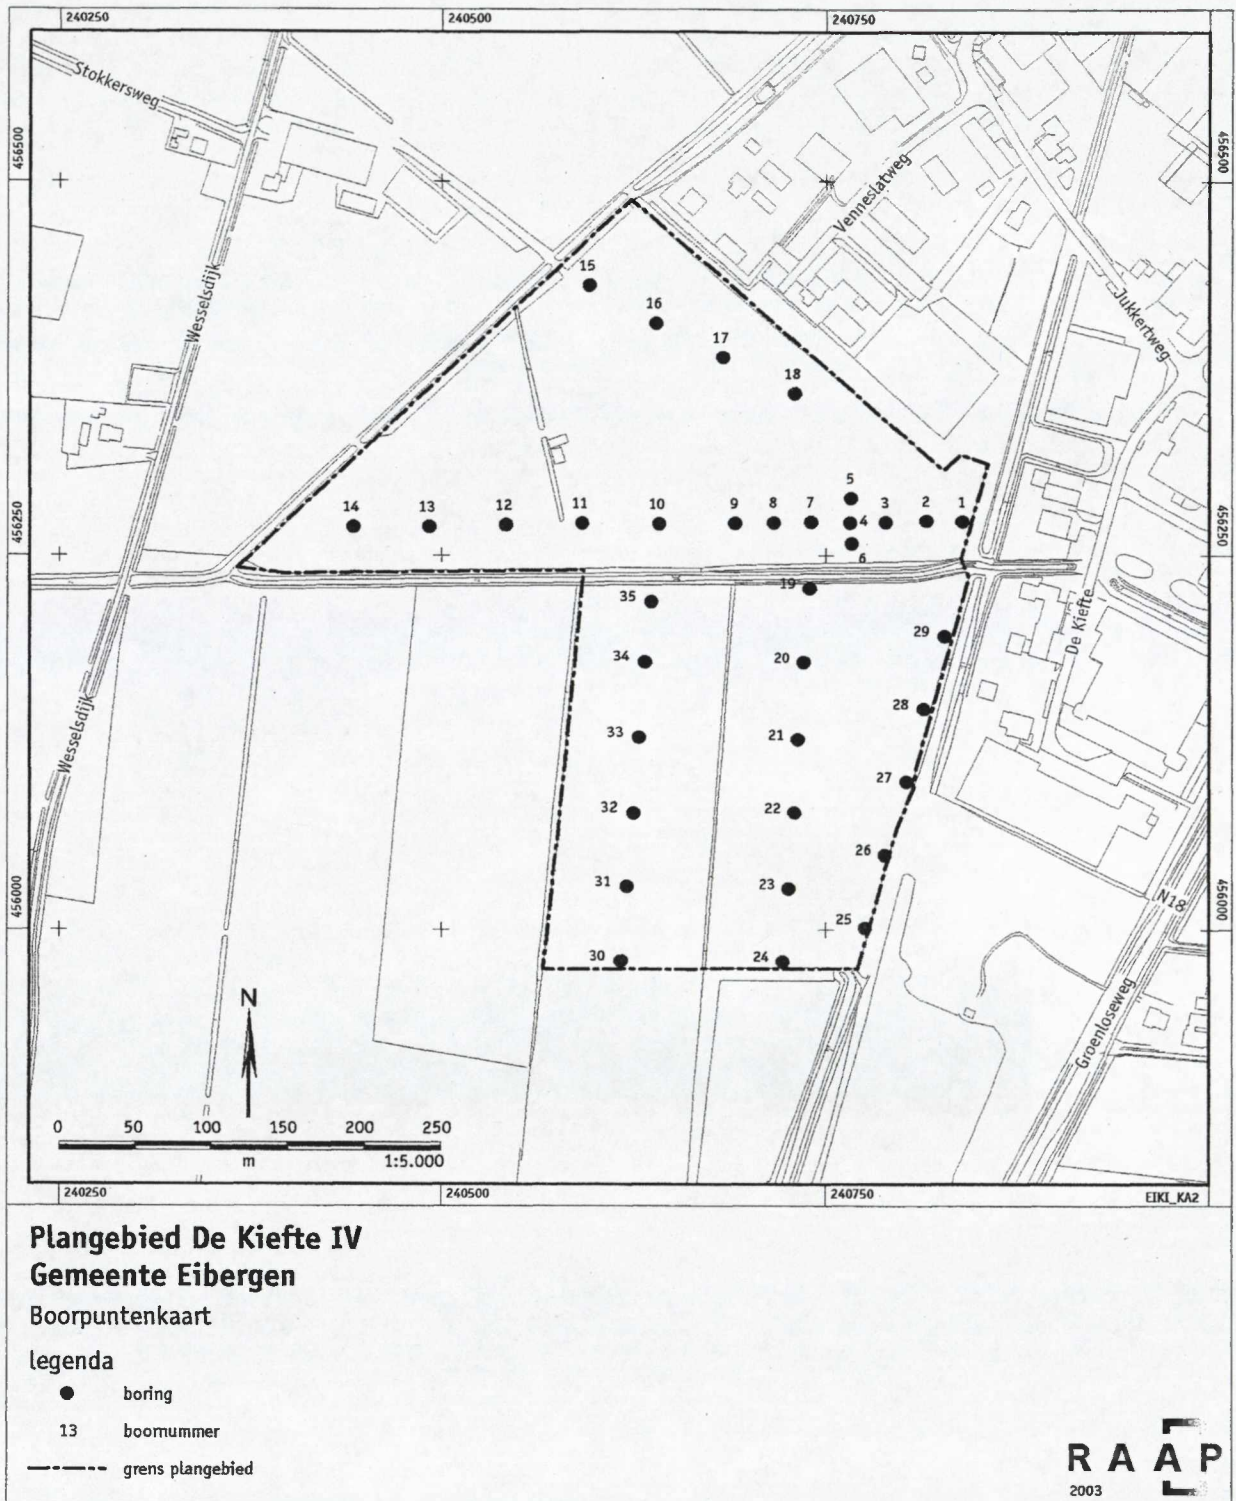 240250 240500 240750
Stokkersweg
456500 456500
Venneslatweg
Wesselsdijk
Jukkertweg
15
16
17
18
5
14 13 12 11 10 9 8 7 4 3 2 1
6
456250 456250
19
35
De Kiefte
29
34 20
28
Wesselsdijk
33 21
27
32 22
26
31 23
N18
456000 456000
25
30 24
N
Groenloseweg
0 50 100 150 200 250
m 1:5.000
240250 240500 240750
EIKI_KA2
Plangebied De Kiefte IV
Gemeente Eibergen
Boorpuntenkaart
legenda
boring
13 boornummer
grens plangebied
RAAP
2003